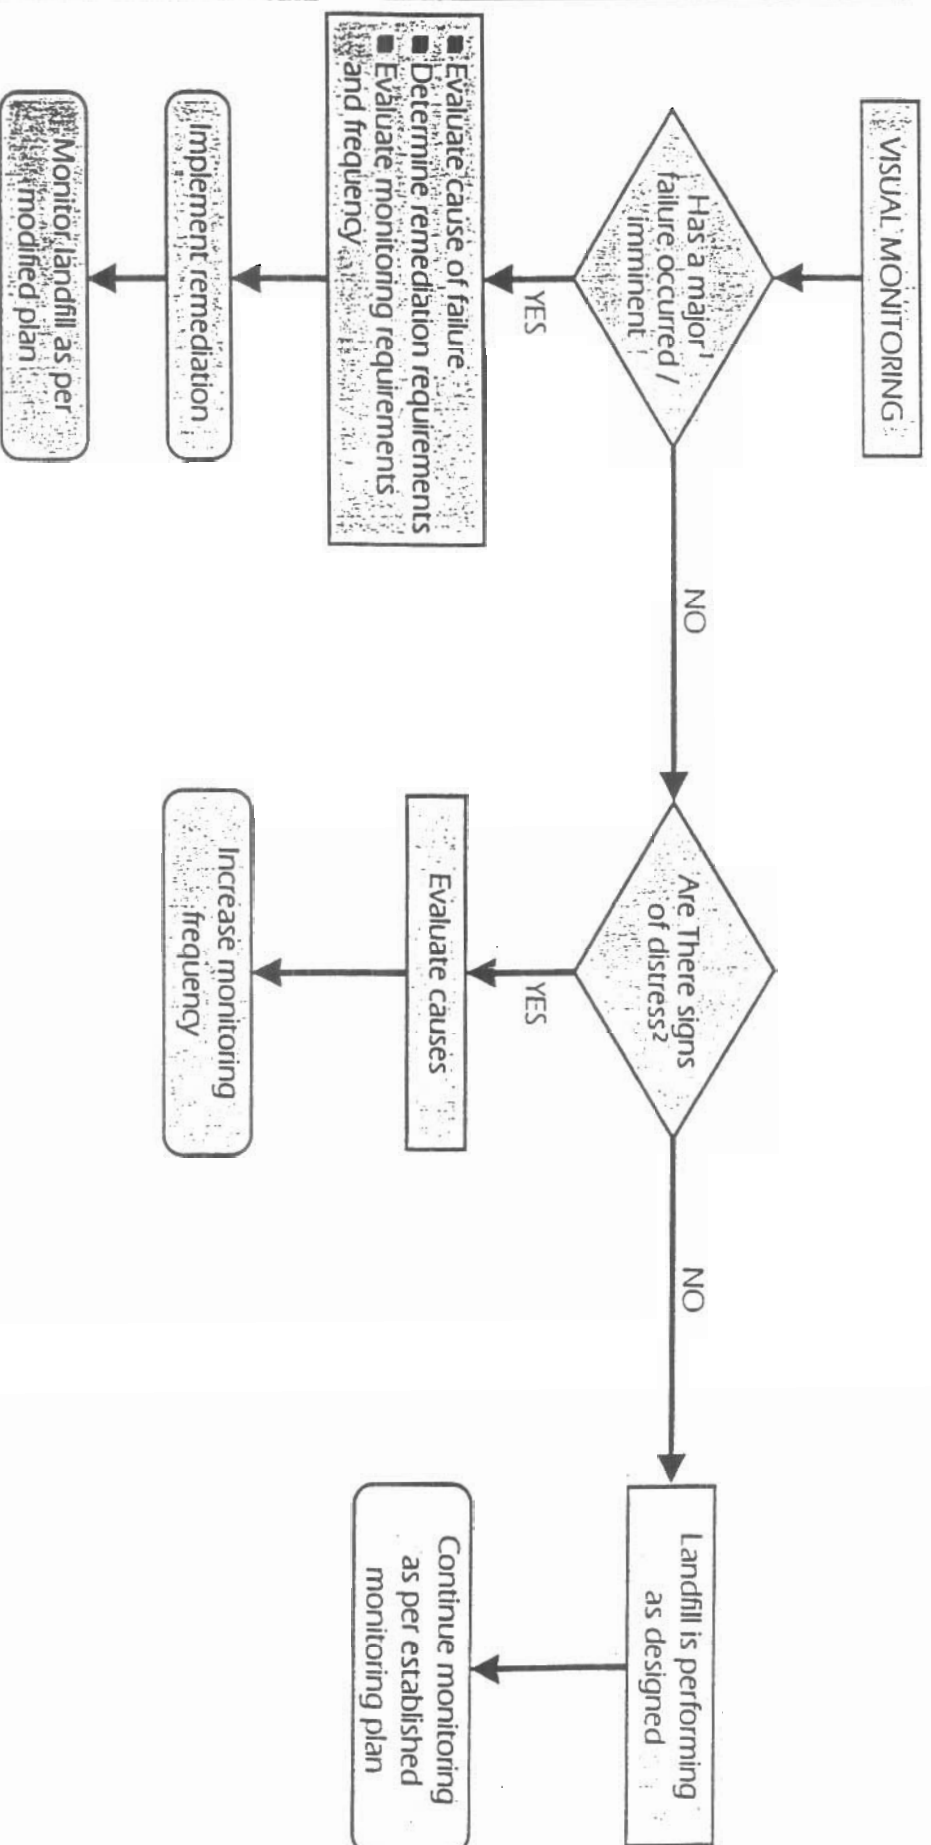 VISUAL MONITORING
Has a major¹
failure occurred /
imminent
YES
NO
■ Evaluate cause of failure
■ Determine remediation requirements
■ Evaluate monitoring requirements
and frequency
Implement remediation
Monitor landfill as per
modified plan
Are There signs
of distress²
YES
NO
Evaluate causes
Increase monitoring
frequency
Landfill is performing
as designed
Continue monitoring
as per established
monitoring plan